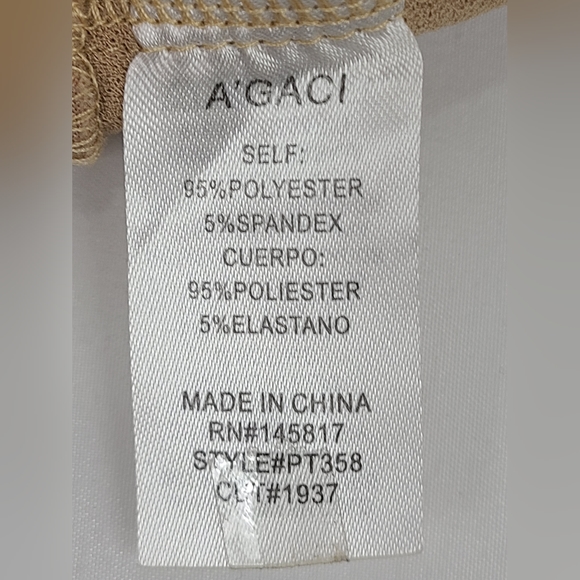 A'GACI
SELF:
95%POLYESTER
5%SPANDEX
CUERPO:
95%POLIESTER
5%ELASTANO
MADE IN CHINA
RN#145817
STYLE#PT358
CUT#1937